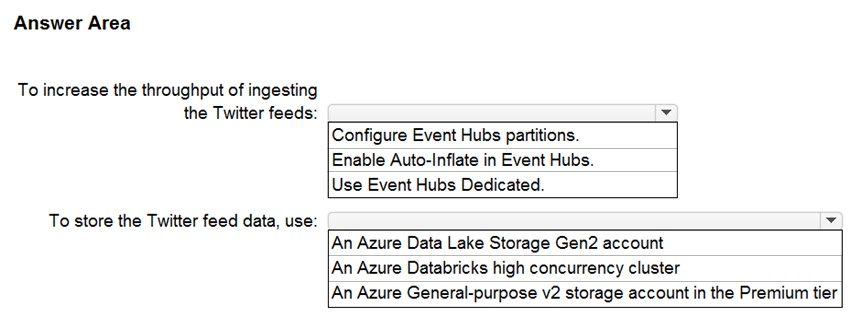 Answer Area
To increase the throughput of ingesting
the Twitter feeds:
Configure Event Hubs partitions.
Enable Auto-Inflate in Event Hubs.
Use Event Hubs Dedicated.
To store the Twitter feed data, use:
An Azure Data Lake Storage Gen2 account
An Azure Databricks high concurrency cluster
An Azure General-purpose v2 storage account in the Premium tier